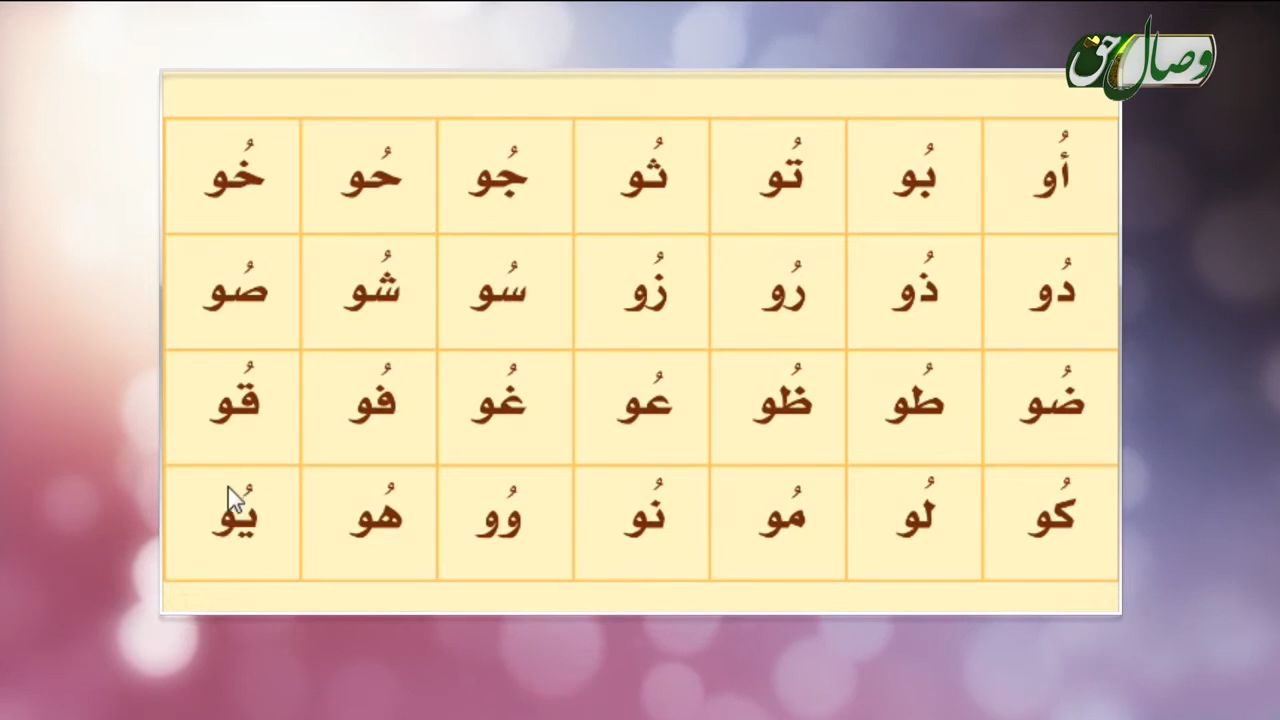 وصال حق
أُو بُو تُو ثُو جُو حُو خُو
دُو ذُو رُو زُو سُو شُو صُو
ضُو طُو ظُو عُو غُو فُو قُو
كُو لُو مُو نُو وُو هُو يُو